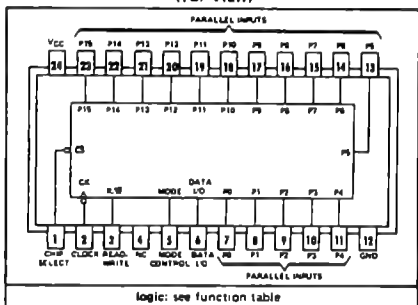 PARALLEL INPUTS
VCC P15 P14 P13 P12 P11 P10 P9 P8 P7 P6 P5
24 23 22 21 20 19 18 17 16 15 14 13
P15 P14 P13 P12 P11 P10 P9 P8 P7 P6
CS P5
CK R/W MODE DATA I/O P0 P1 P2 P3 P4
1 2 3 4 5 6 7 8 9 10 11 12
CHIP CLOCK READ/ NC MODE DATA P0 P1 P2 P3 P4 GND
SELECT WRITE CONTROL I/O
PARALLEL INPUTS
logic: see function table